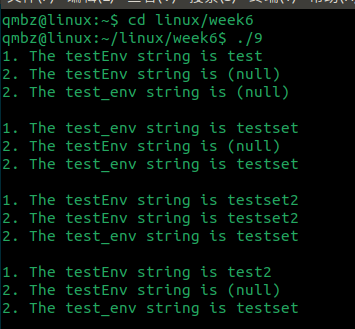 qmbz@linux:~$ cd linux/week6
qmbz@linux:~/linux/week6$ ./9
1. The testEnv string is test
2. The testEnv string is (null)
2. The test_env string is (null)
1. The test_env string is testset
2. The testEnv string is (null)
2. The test_env string is testset
1. The testEnv string is testset2
2. The testEnv string is testset2
2. The test_env string is testset
1. The testEnv string is test2
2. The testEnv string is (null)
2. The test_env string is testset